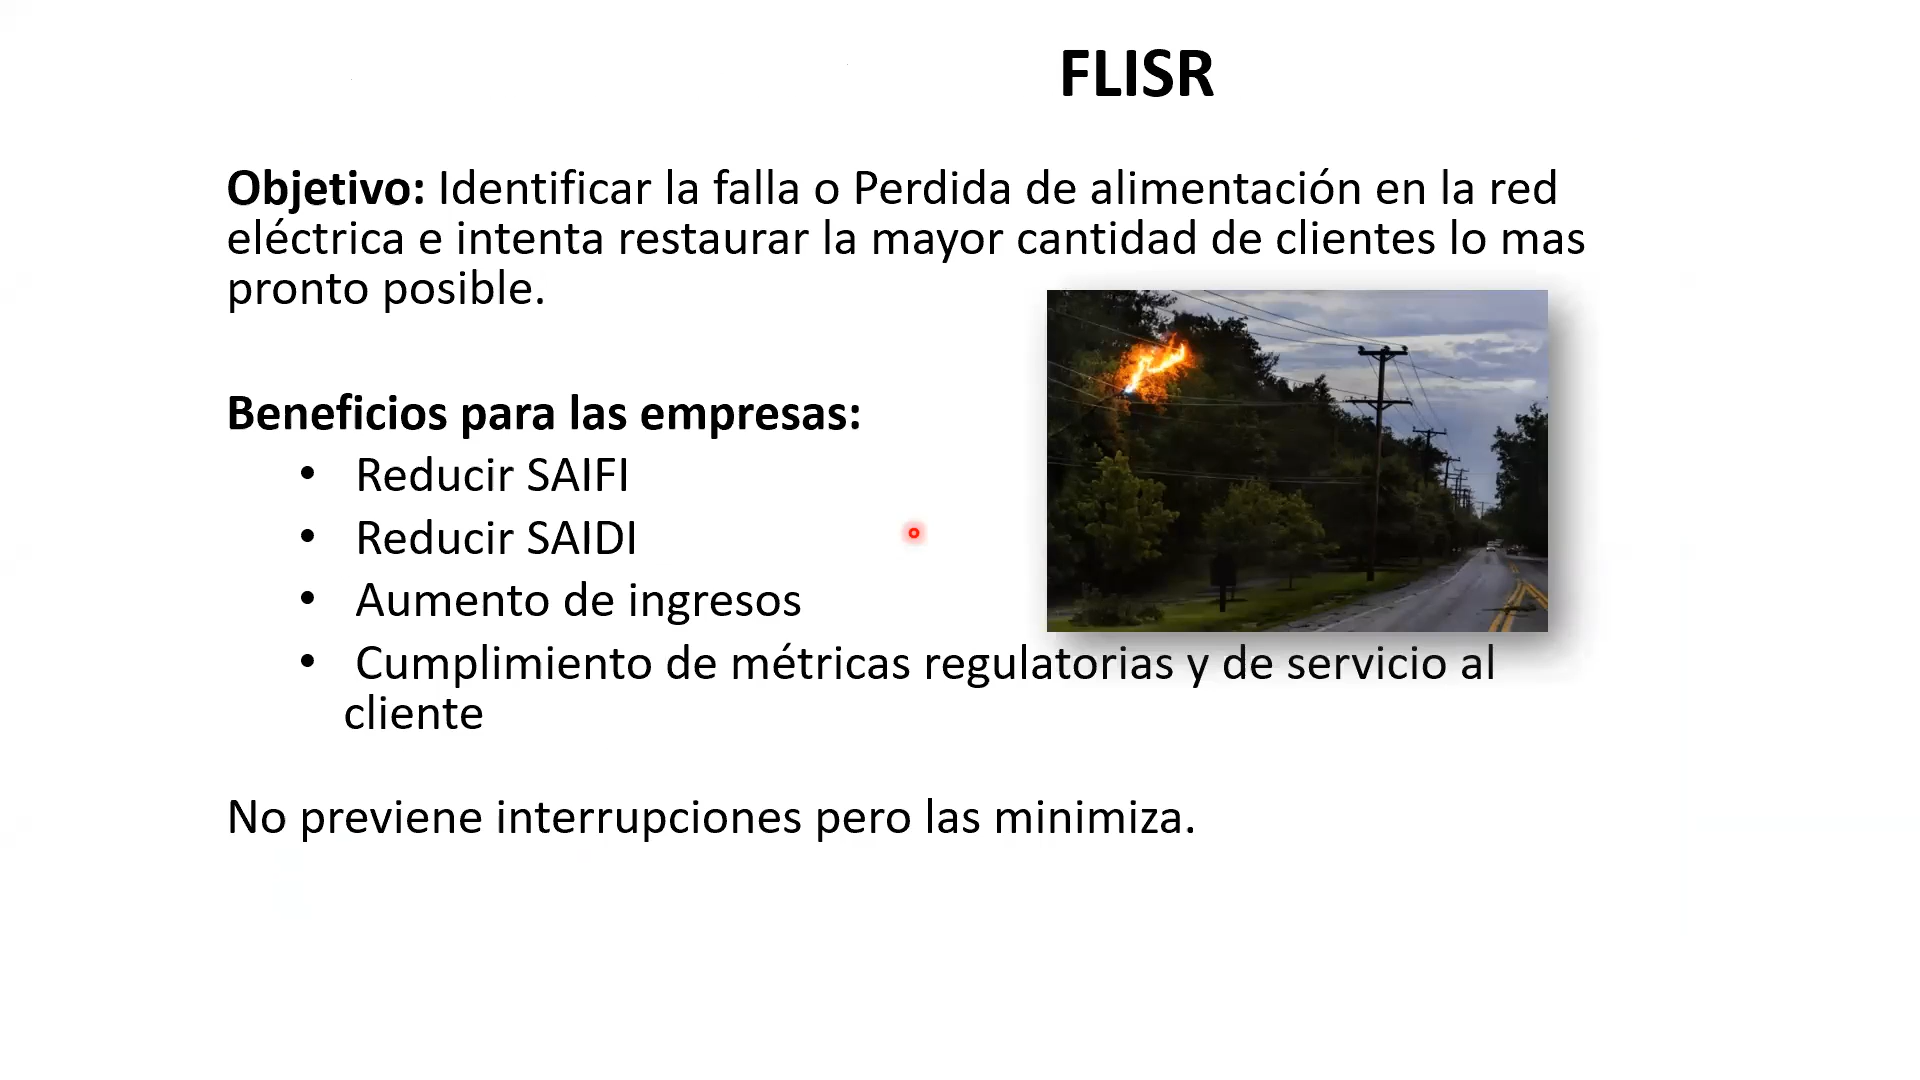 FLISR
Objetivo: Identificar la falla o Perdida de alimentación en la red
eléctrica e intenta restaurar la mayor cantidad de clientes lo mas
pronto posible.
Beneficios para las empresas:
• Reducir SAIFI
• Reducir SAIDI
• Aumento de ingresos
• Cumplimiento de métricas regulatorias y de servicio al
cliente
No previene interrupciones pero las minimiza.